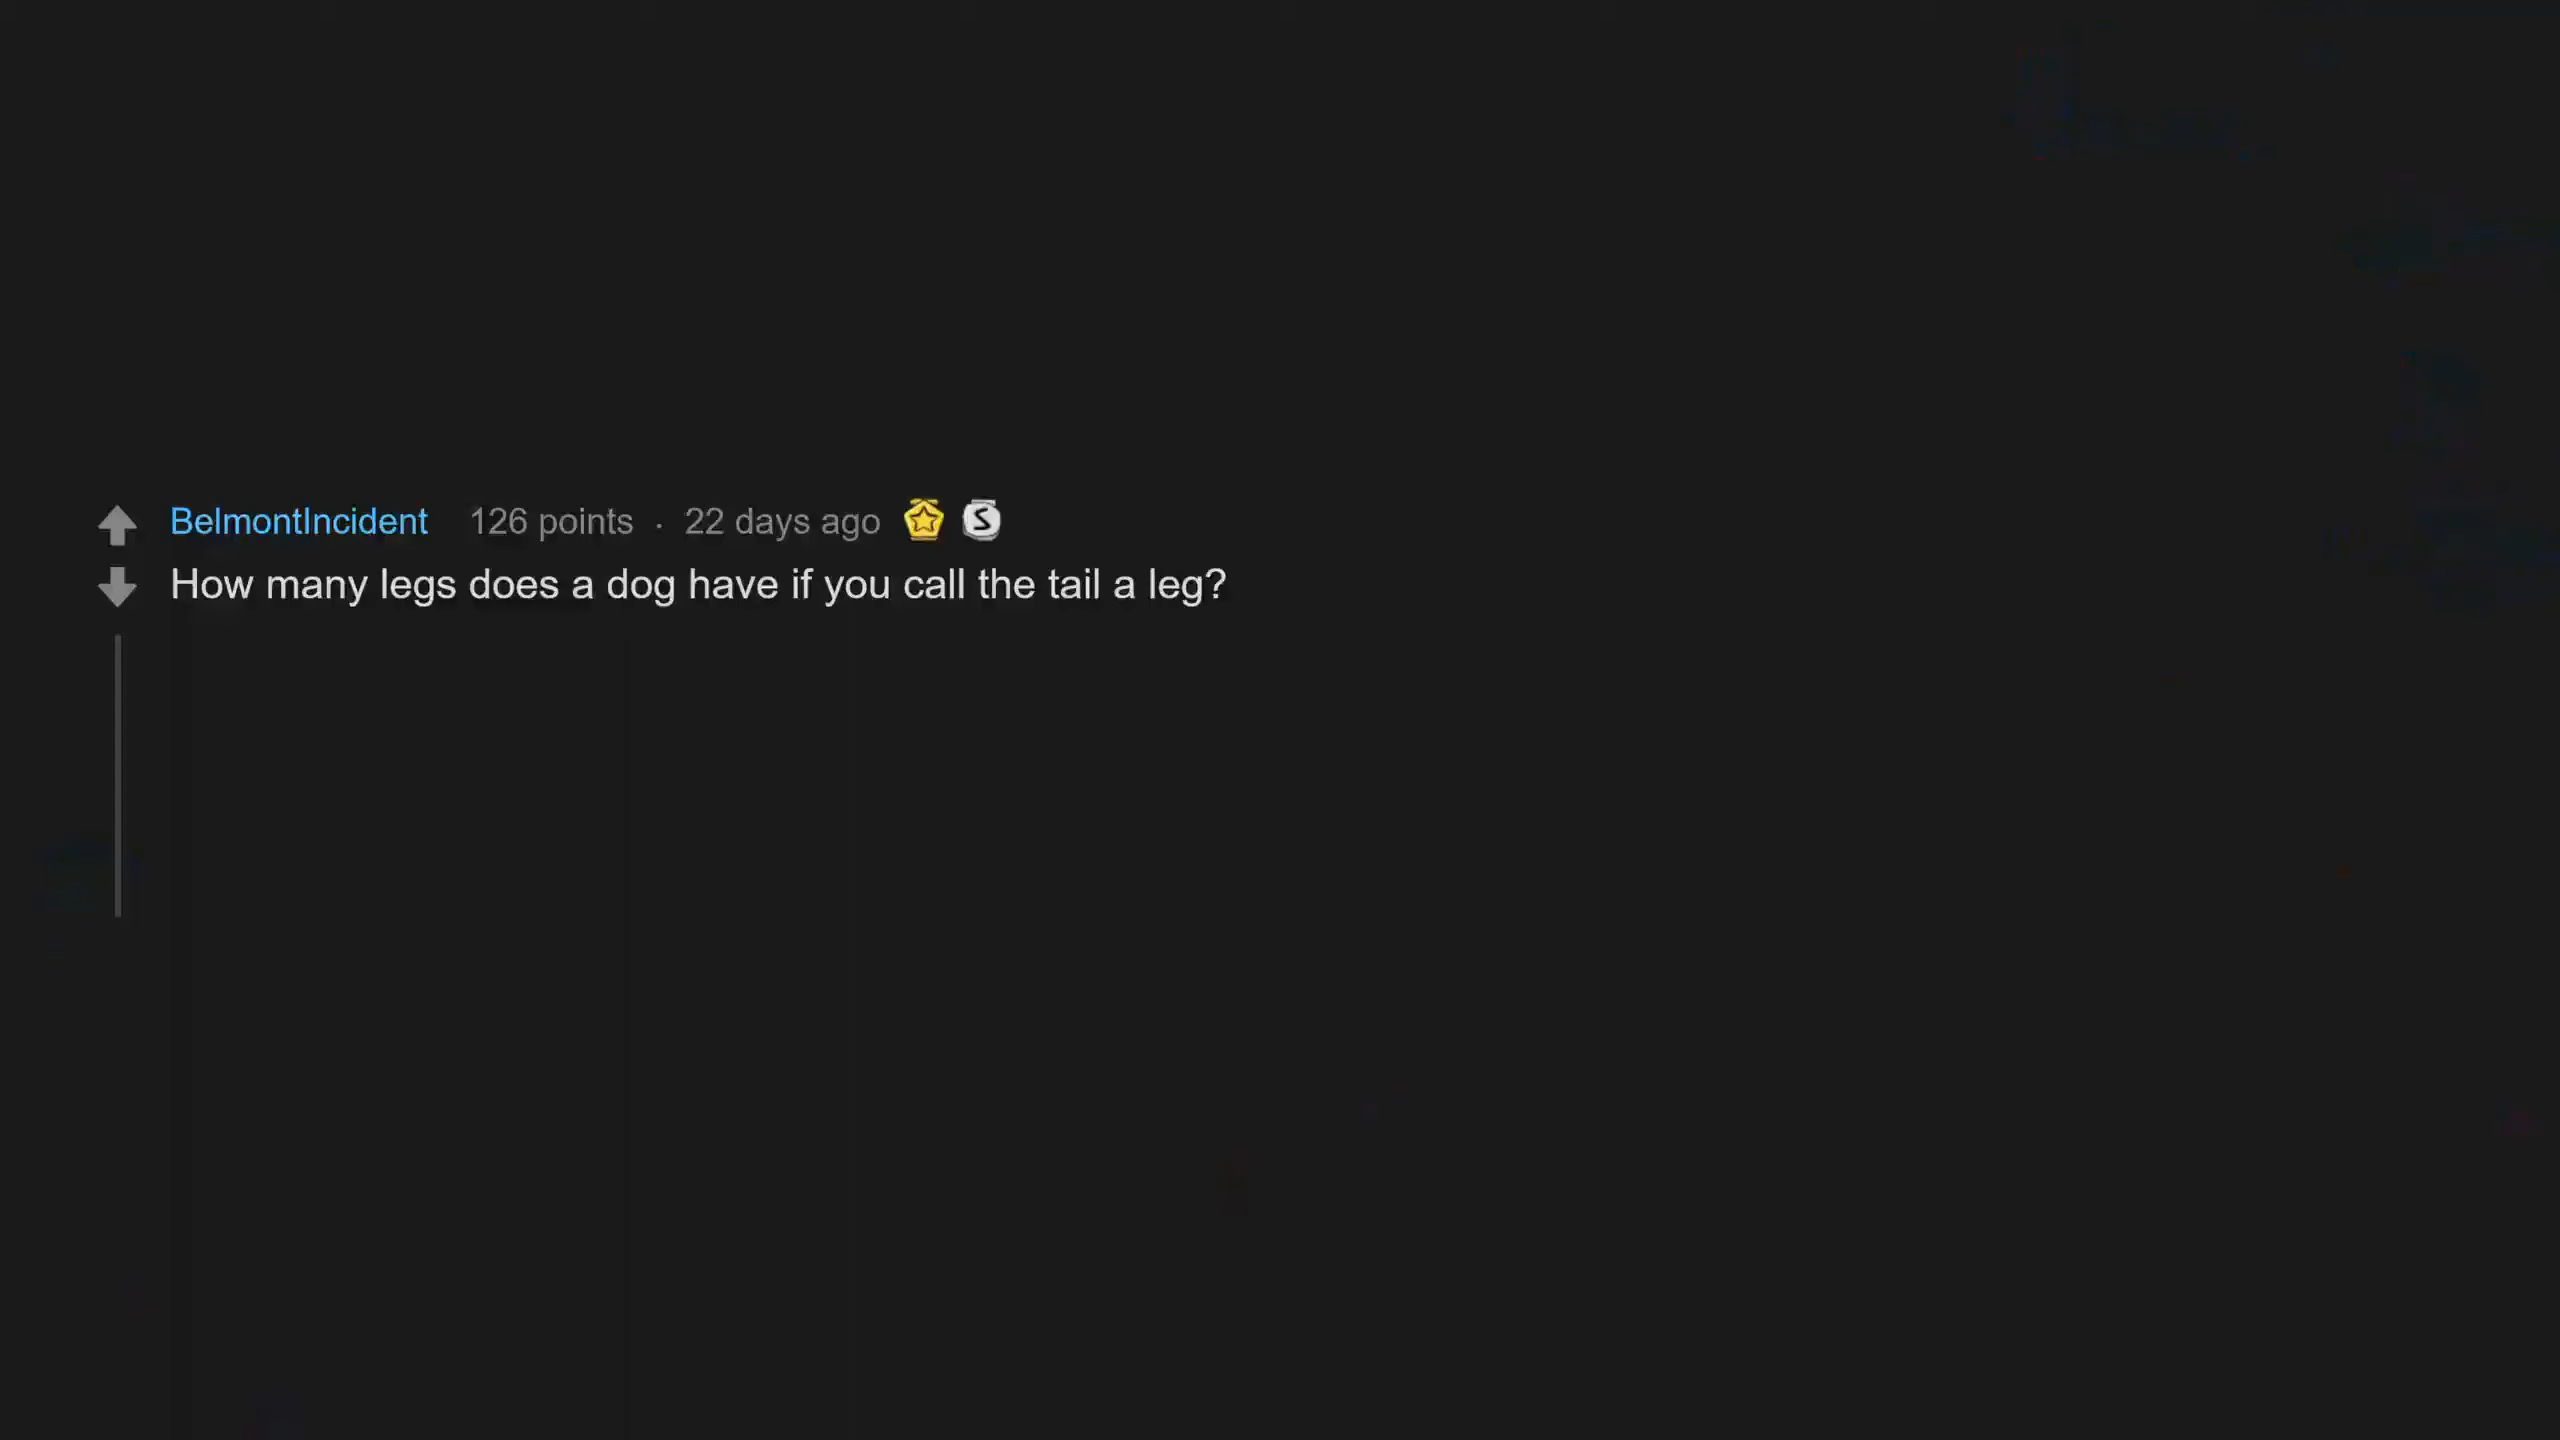 BelmontIncident 126 points · 22 days ago
How many legs does a dog have if you call the tail a leg?